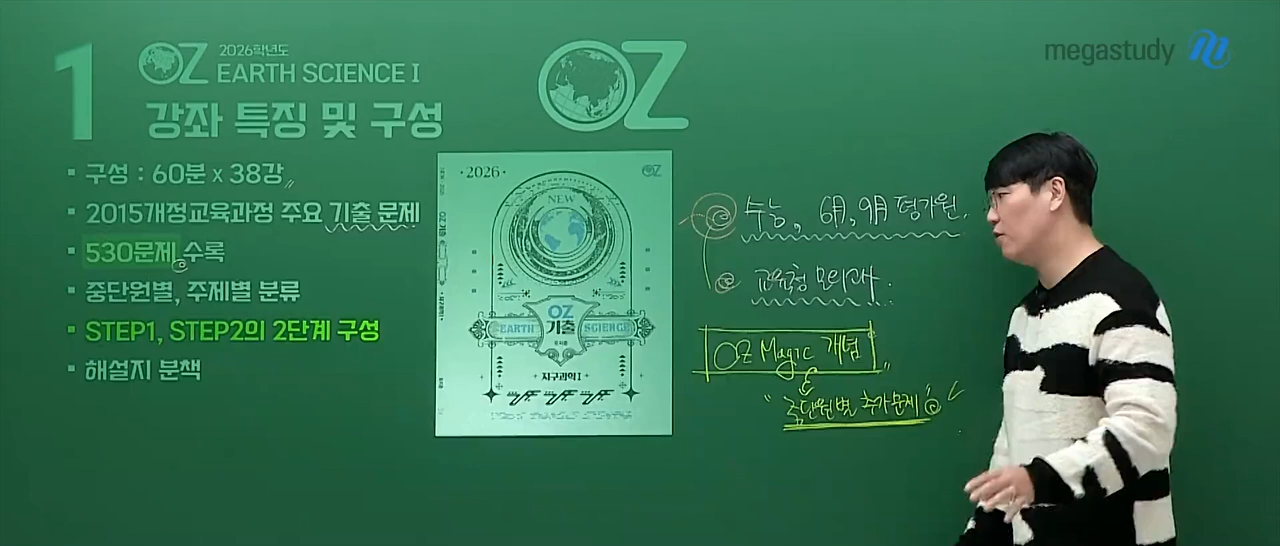 1
OZ 2026학년도
EARTH SCIENCE I
강좌 특징 및 구성
▪ 구성 : 60분 x 38강
▪ 2015개정교육과정 주요 기출 문제
▪ 530문제 수록
▪ 중단원별, 주제별 분류
▪ STEP1, STEP2의 2단계 구성
▪ 해설지 분책
OZ
·2026·
OZ
NEW
OZ
EARTH 기출 SCIENCE
지구과학 I
megastudy
수능, 6月, 9月 평가원.
교육청 모의고사.
OZ Magic 개념
"중단원별 추가문제"